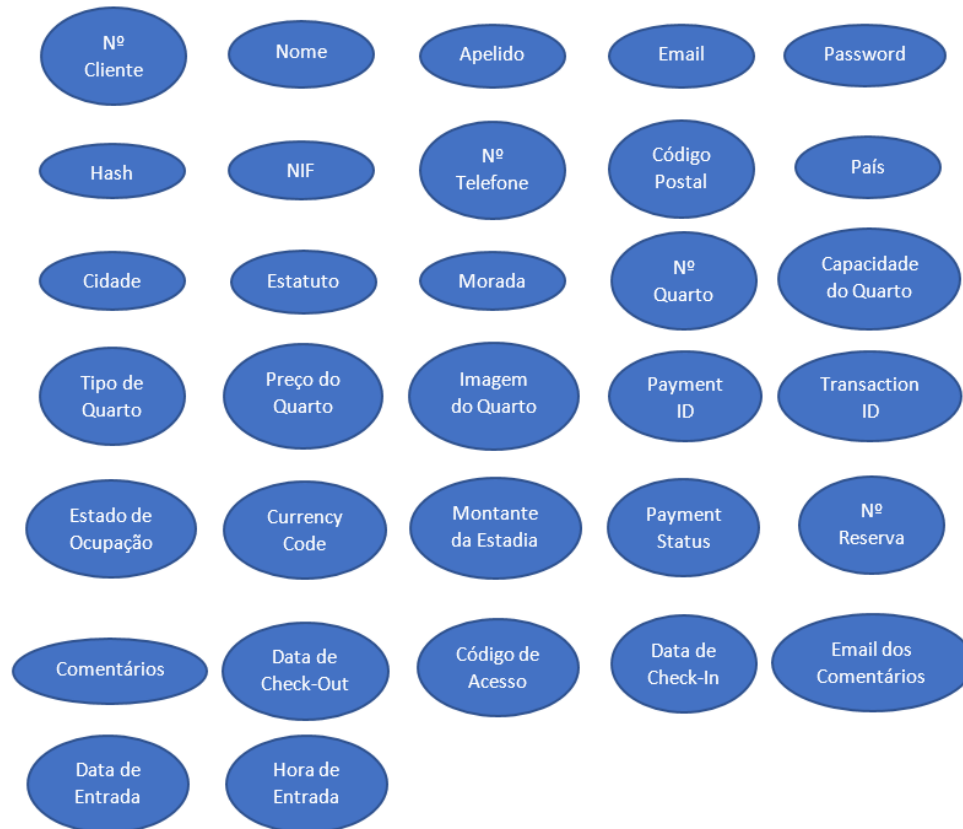 Nº
Cliente
Nome
Apelido
Email
Password
Hash
NIF
Nº
Telefone
Código
Postal
País
Cidade
Estatuto
Morada
Nº
Quarto
Capacidade
do Quarto
Tipo de
Quarto
Preço do
Quarto
Imagem
do Quarto
Payment
ID
Transaction
ID
Estado de
Ocupação
Currency
Code
Montante
da Estadia
Payment
Status
Nº
Reserva
Comentários
Data de
Check-Out
Código de
Acesso
Data de
Check-In
Email dos
Comentários
Data de
Entrada
Hora de
Entrada